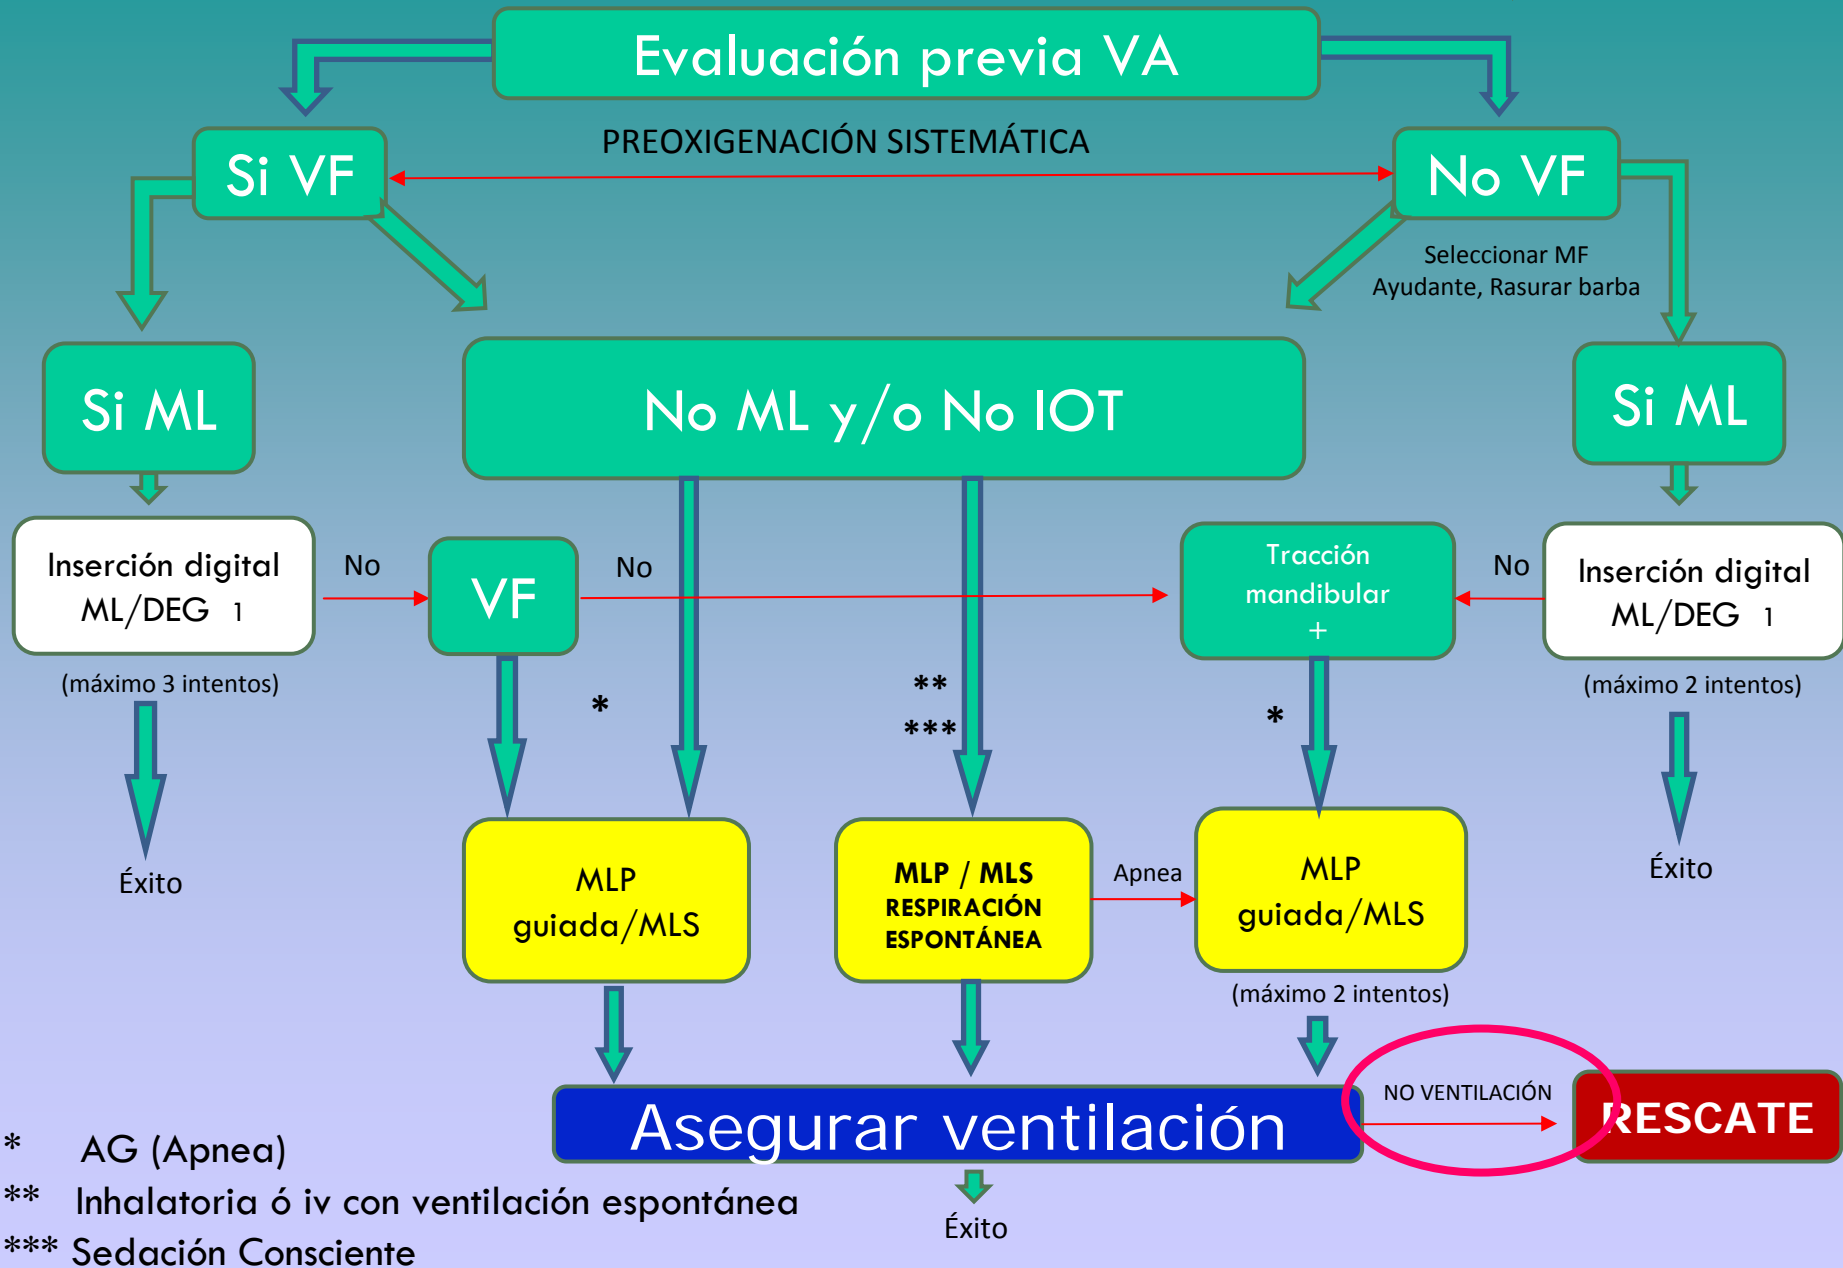 Evaluación previa VA
PREOXIGENACIÓN SISTEMÁTICA
Si VF
No VF
Seleccionar MF
Ayudante, Rasurar barba
Si ML
No ML y/o No IOT
Si ML
Inserción digital
ML/DEG 1
No
VF
No
Tracción
mandibular
+
No
Inserción digital
ML/DEG 1
(máximo 3 intentos)
*
**
***
*
(máximo 2 intentos)
Éxito
MLP
guiada/MLS
MLP / MLS
RESPIRACIÓN
ESPONTÁNEA
Apnea
MLP
guiada/MLS
Éxito
(máximo 2 intentos)
Asegurar ventilación
NO VENTILACIÓN
RESCATE
Éxito
* AG (Apnea)
** Inhalatoria ó iv con ventilación espontánea
*** Sedación Consciente